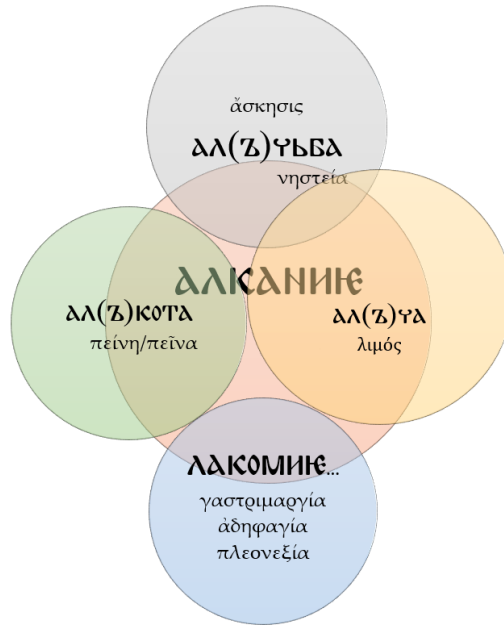 ἄσκησις
ал(ъ)чьба
νηστεία
алканиѥ
ал(ъ)кота
πείνη/πεῖνα
ал(ъ)ча
λιμός
лакомиѥ...
γαστριμαργία
ἀδηφαγία
πλεονεξία